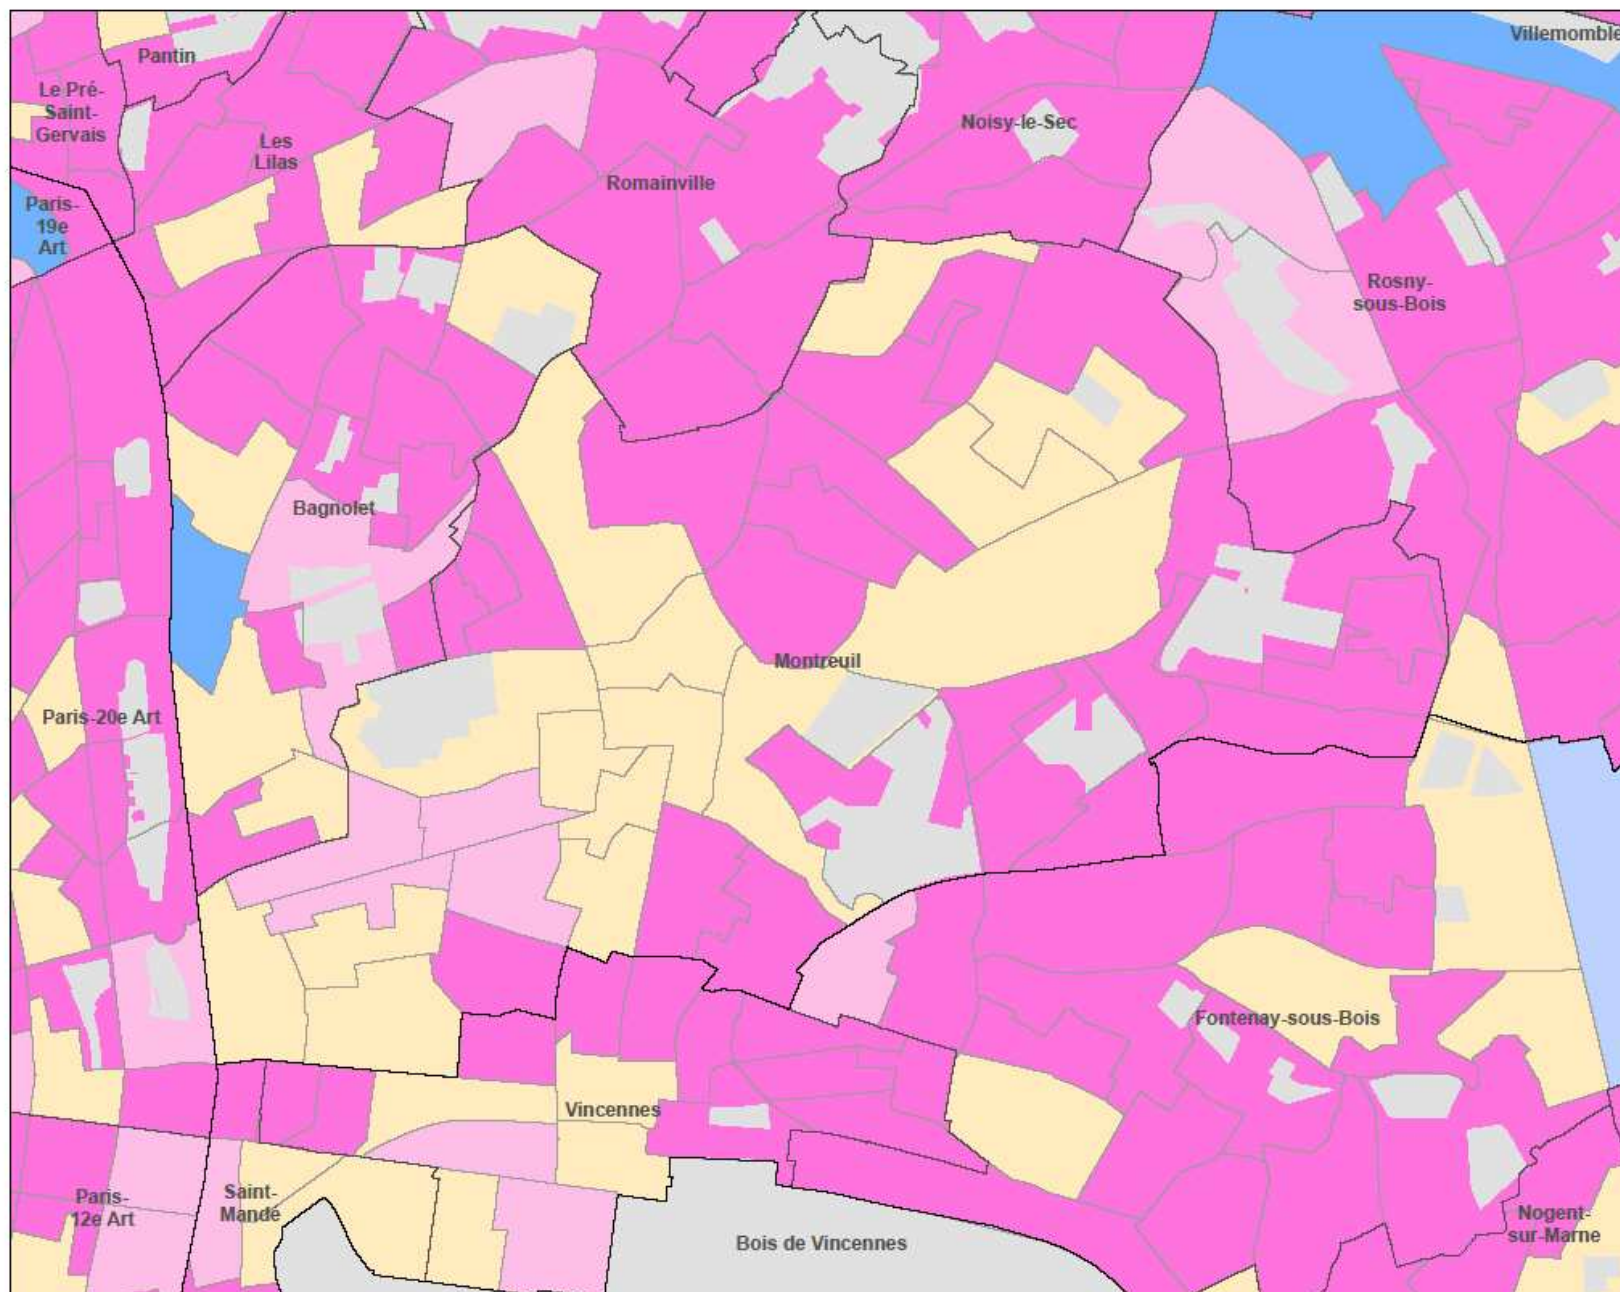 Villemomble
Pantin
Le Pré-
Saint-
Gervais
Noisy-le-Sec
Les
Lilas
Romainville
Paris-
19e
Art
Rosny-
sous-Bois
Bagnolet
Montreuil
Paris-20e Art
Fontenay-sous-Bois
Vincennes
Saint-
Mandé
Paris-
12e Art
Nogent-
sur-Marne
Bois de Vincennes